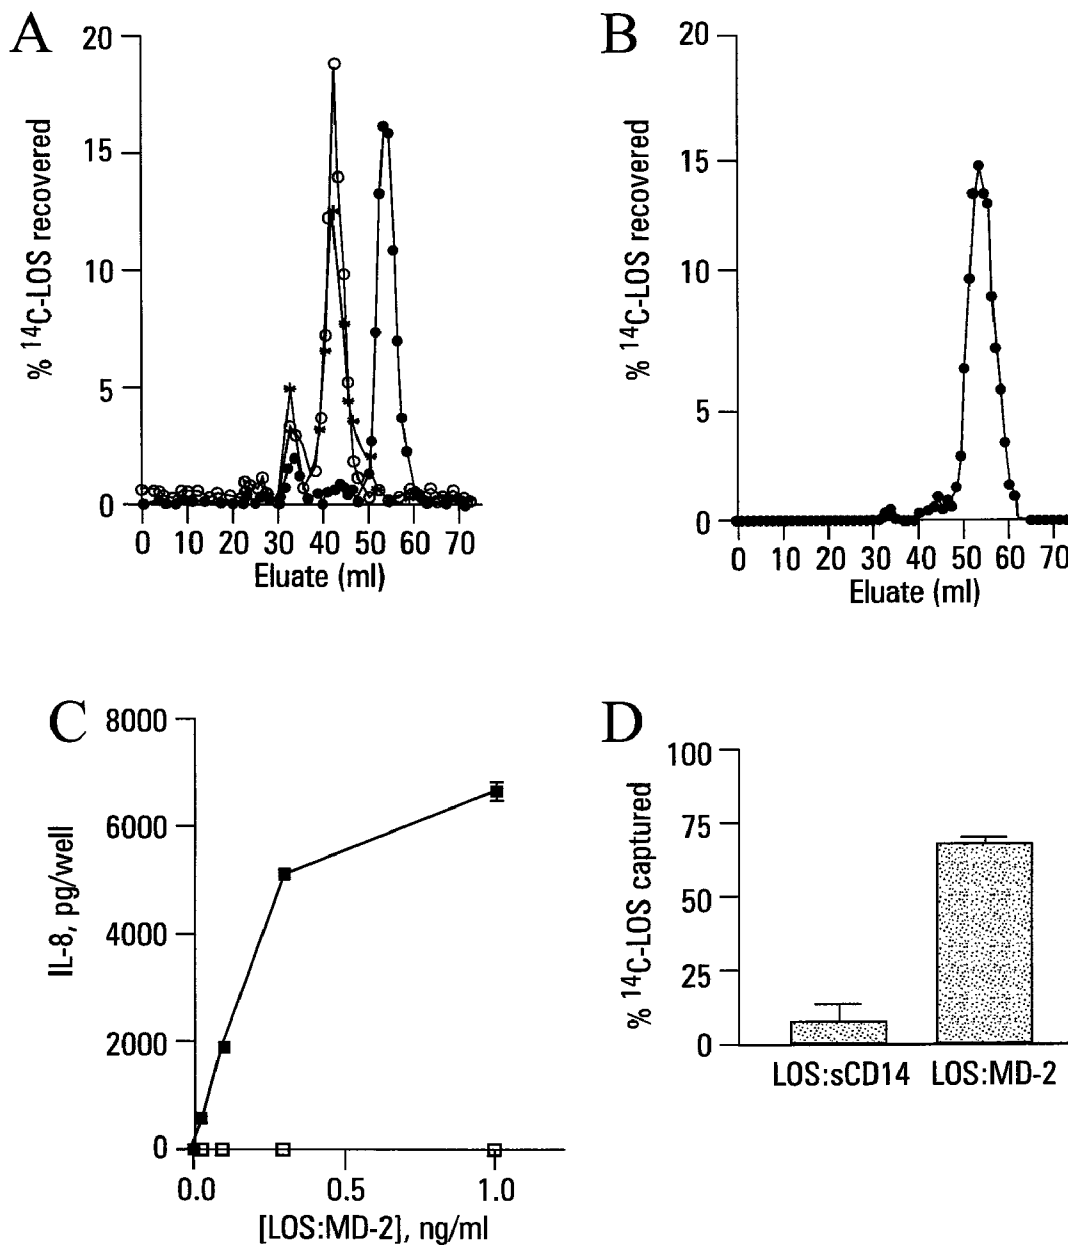 A
20
15
10
5
0
% ¹⁴C-LOS recovered
0 10 20 30 40 50 60 70
Eluate (ml)
B
20
15
10
5
0
% ¹⁴C-LOS recovered
0 10 20 30 40 50 60 70
Eluate (ml)
C
8000
6000
4000
2000
0
IL-8, pg/well
0.0 0.5 1.0
[LOS:MD-2], ng/ml
D
100
75
50
25
0
% ¹⁴C-LOS captured
LOS:sCD14 LOS:MD-2